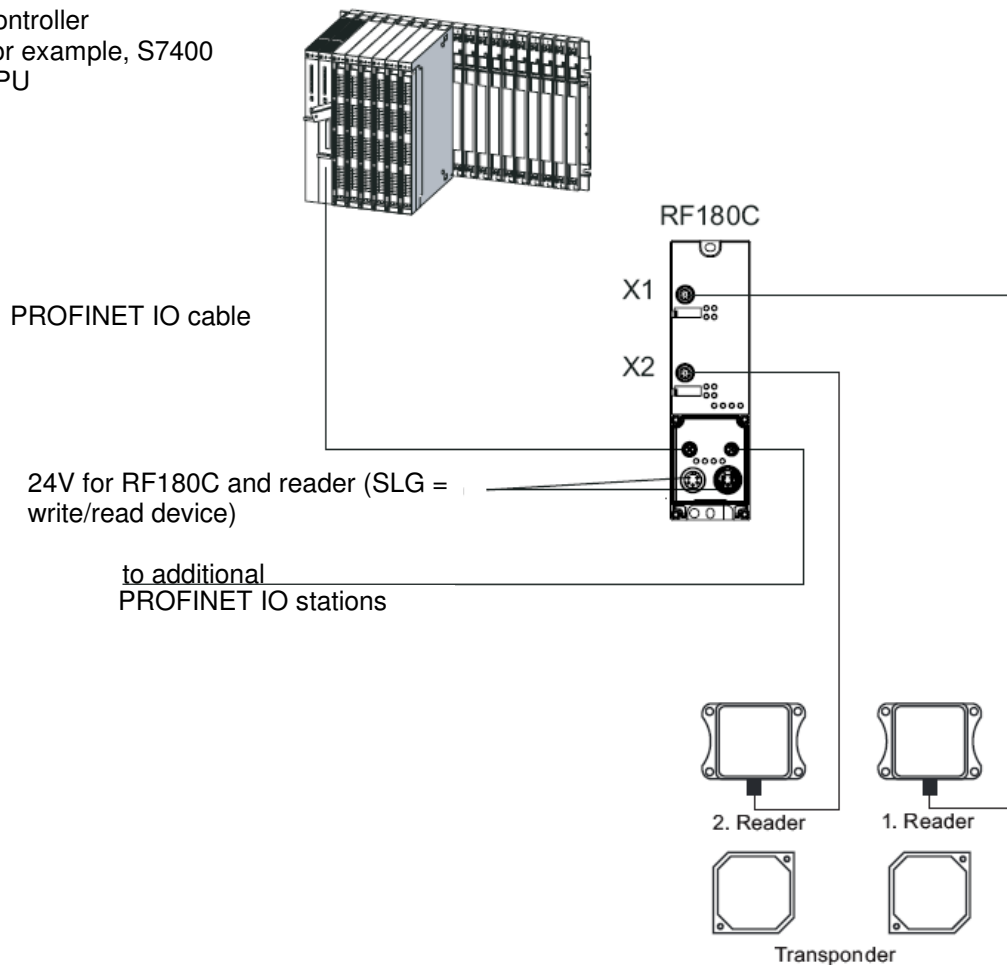 ontroller
or example, S7400
PU
RF180C
X1
PROFINET IO cable
X2
24V for RF180C and reader (SLG =
write/read device)
to additional
PROFINET IO stations
2. Reader
1. Reader
Transponder